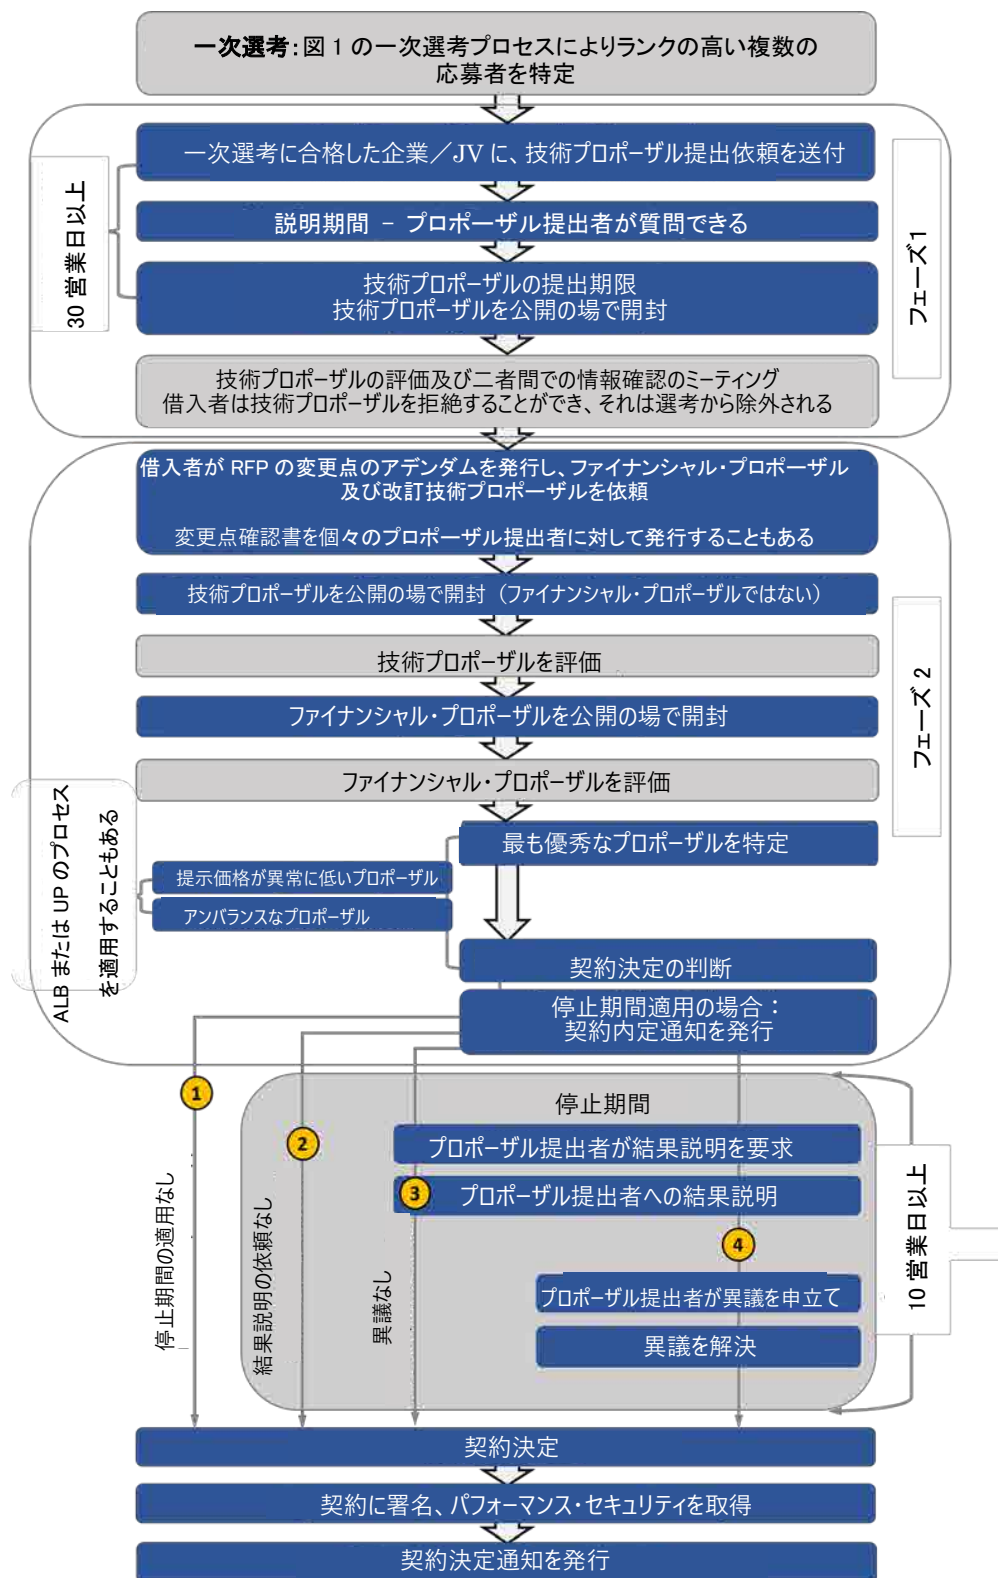 一次選考：図 1 の一次選考プロセスによりランクの高い複数の
応募者を特定
一次選考に合格した企業／JV に、技術プロポーザル提出依頼を送付
30 営業日以上
説明期間 － プロポーザル提出者が質問できる
フェーズ 1
技術プロポーザルの提出期限
技術プロポーザルを公開の場で開封
技術プロポーザルの評価及び二者間での情報確認のミーティング
借入者は技術プロポーザルを拒絶することができ、それは選考から除外される
借入者が RFP の変更点のアデンダムを発行し、ファイナンシャル・プロポーザル
及び改訂技術プロポーザルを依頼
変更点確認書を個々のプロポーザル提出者に対して発行することもある
技術プロポーザルを公開の場で開封（ファイナンシャル・プロポーザルではない）
技術プロポーザルを評価
フェーズ 2
ファイナンシャル・プロポーザルを公開の場で開封
ファイナンシャル・プロポーザルを評価
ALB または UP のプロセス
を適用することもある
最も優秀なプロポーザルを特定
提示価格が異常に低いプロポーザル
アンバランスなプロポーザル
契約決定の判断
停止期間適用の場合：
契約内定通知を発行
1
停止期間
2
プロポーザル提出者が結果説明を要求
3
プロポーザル提出者への結果説明
4
停止期間の適用なし
結果説明の依頼なし
異議なし
10 営業日以上
プロポーザル提出者が異議を申立て
異議を解決
契約決定
契約に署名、パフォーマンス・セキュリティを取得
契約決定通知を発行